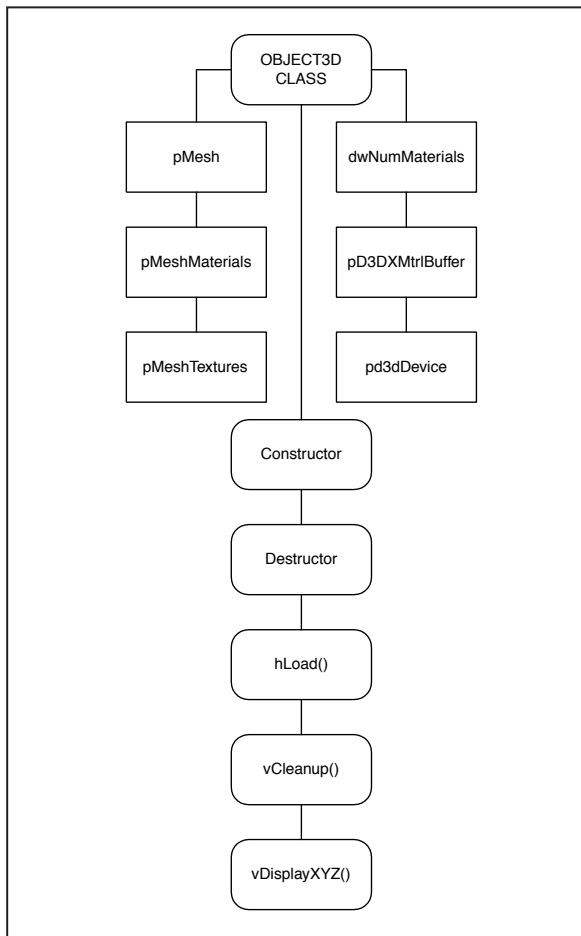 OBJECT3D
CLASS
pMesh
dwNumMaterials
pMeshMaterials
pD3DXMtrlBuffer
pMeshTextures
pd3dDevice
Constructor
Destructor
hLoad()
vCleanup()
vDisplayXYZ()